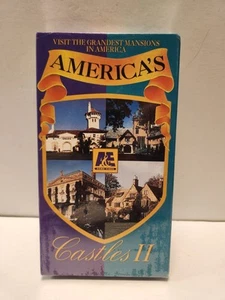 VISIT THE GRANDEST MANSIONS
IN AMERICA
AMERICA'S
A&E
Castles II